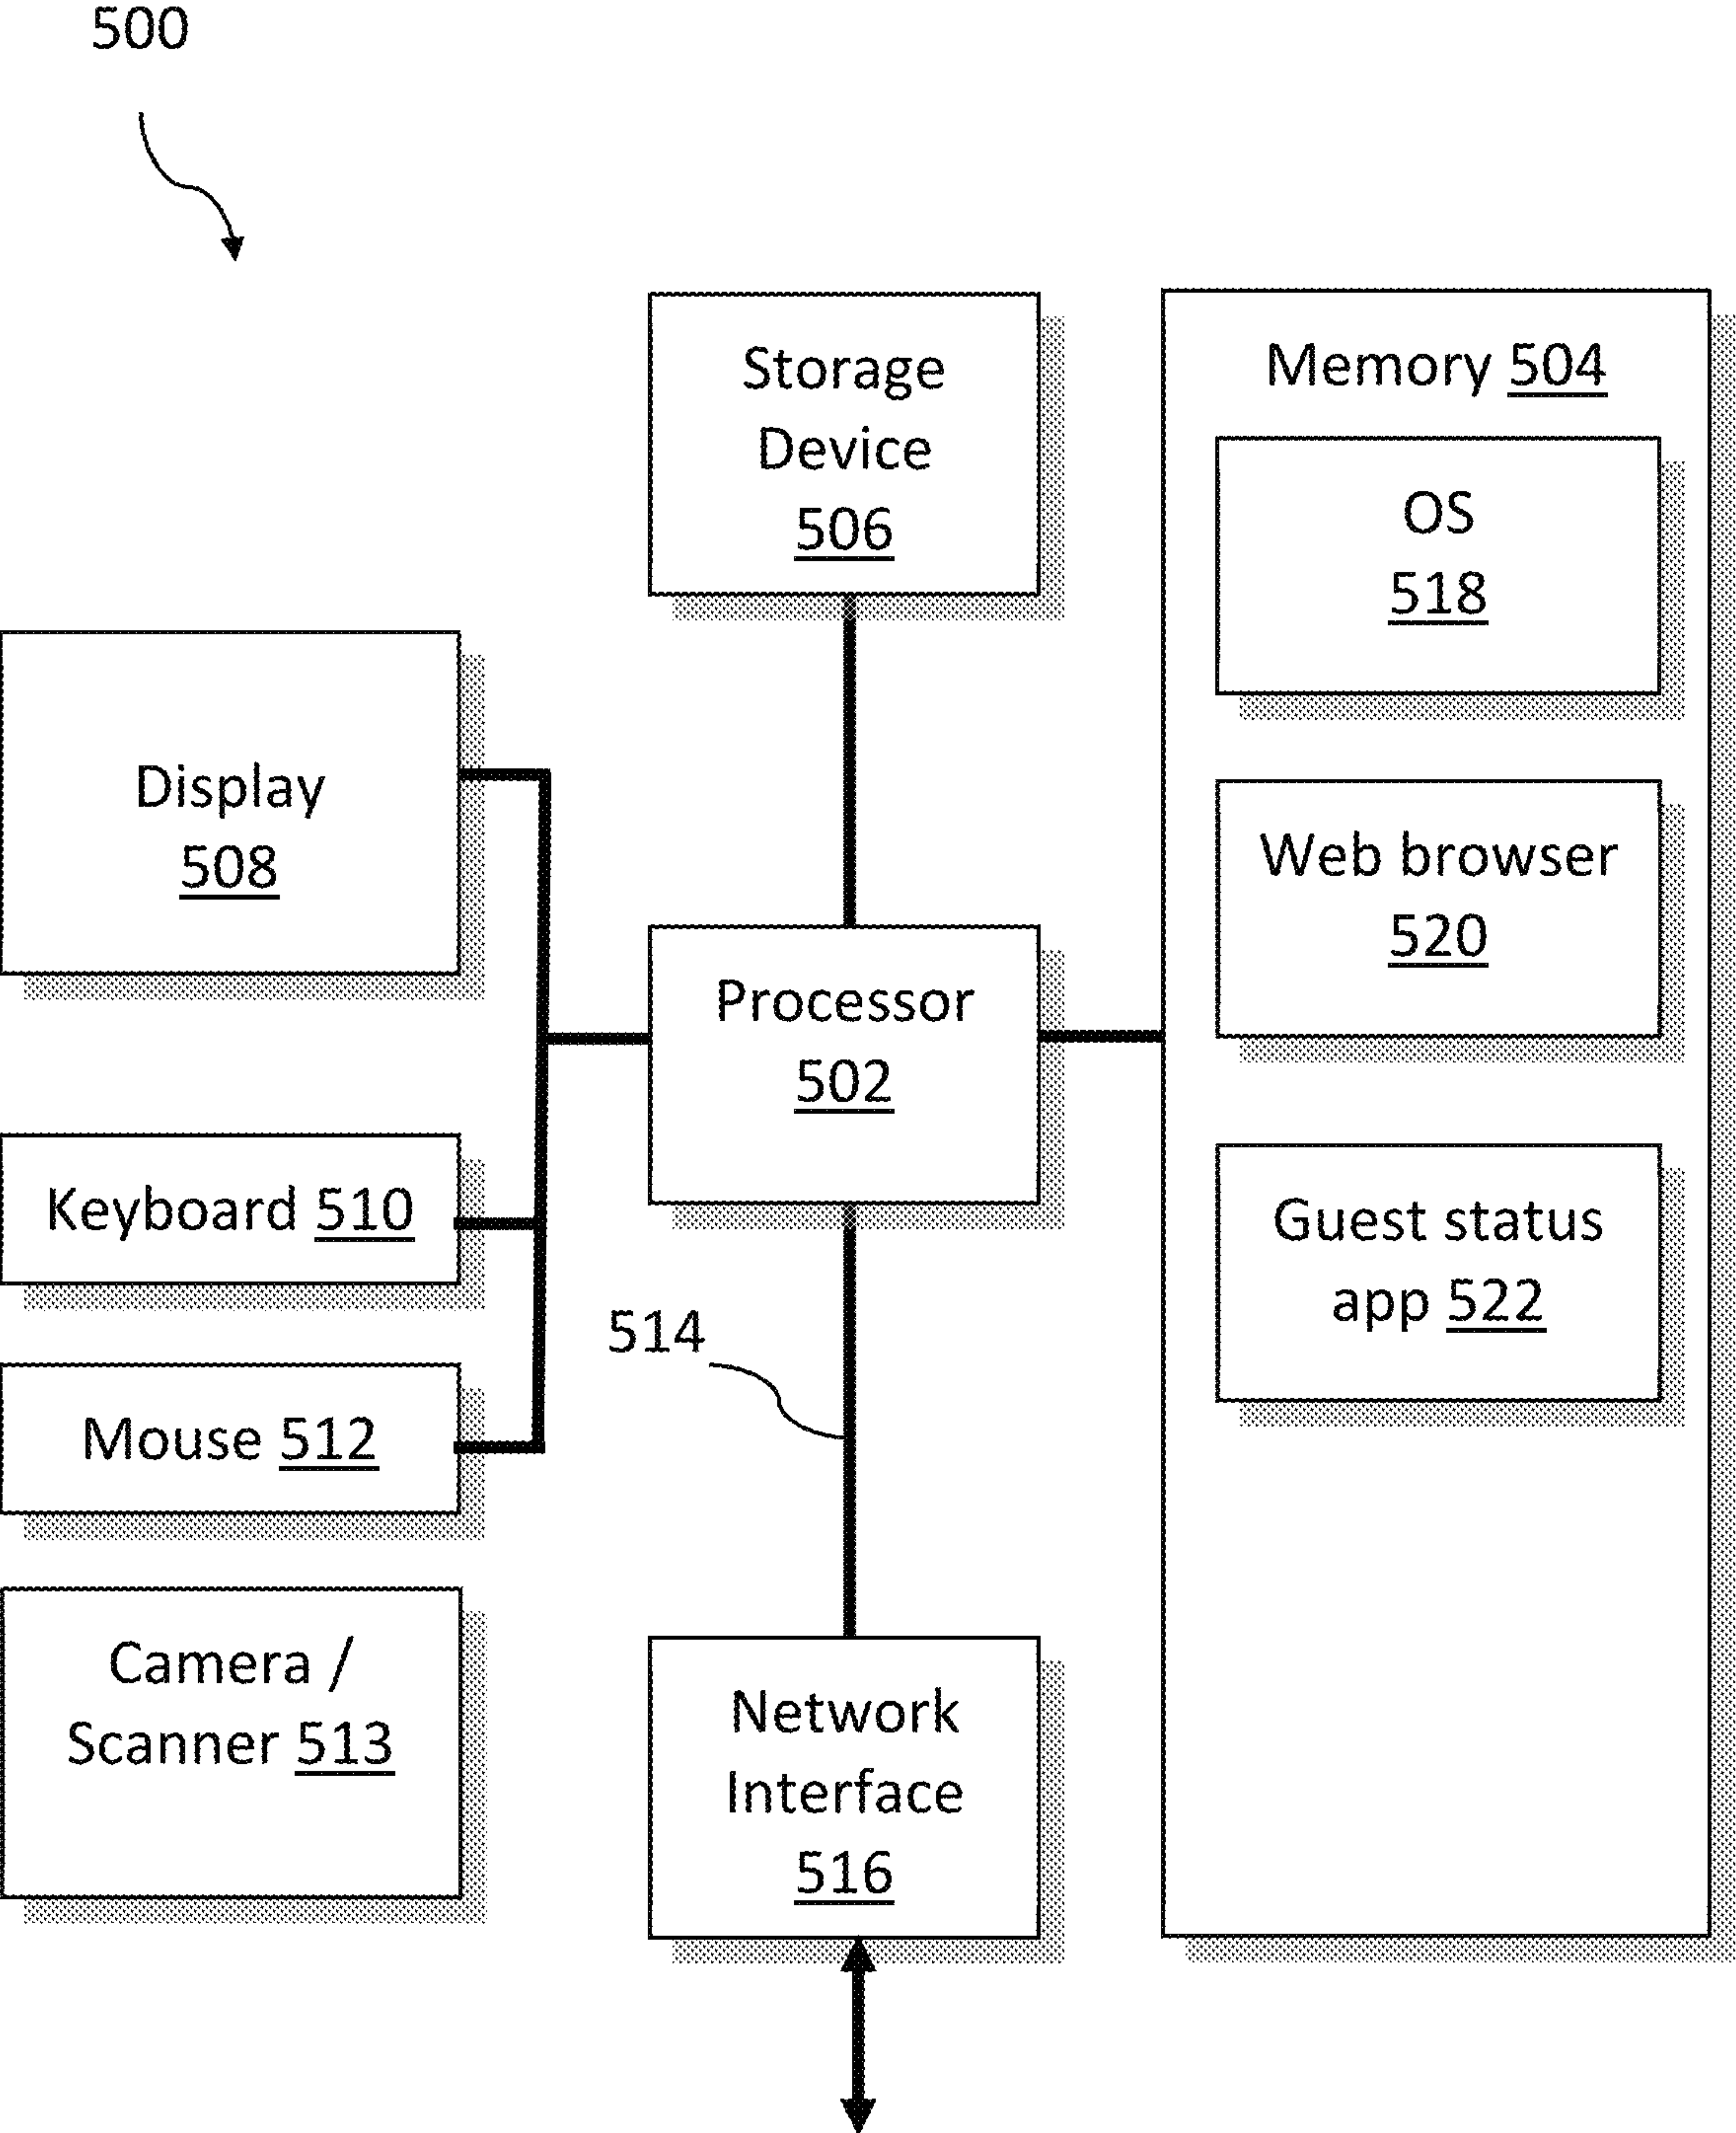 500
Storage
Device
506
Memory 504
OS
518
Display
508
Web browser
520
Processor
502
Keyboard 510
Guest status
app 522
514
Mouse 512
Camera /
Scanner 513
Network
Interface
516